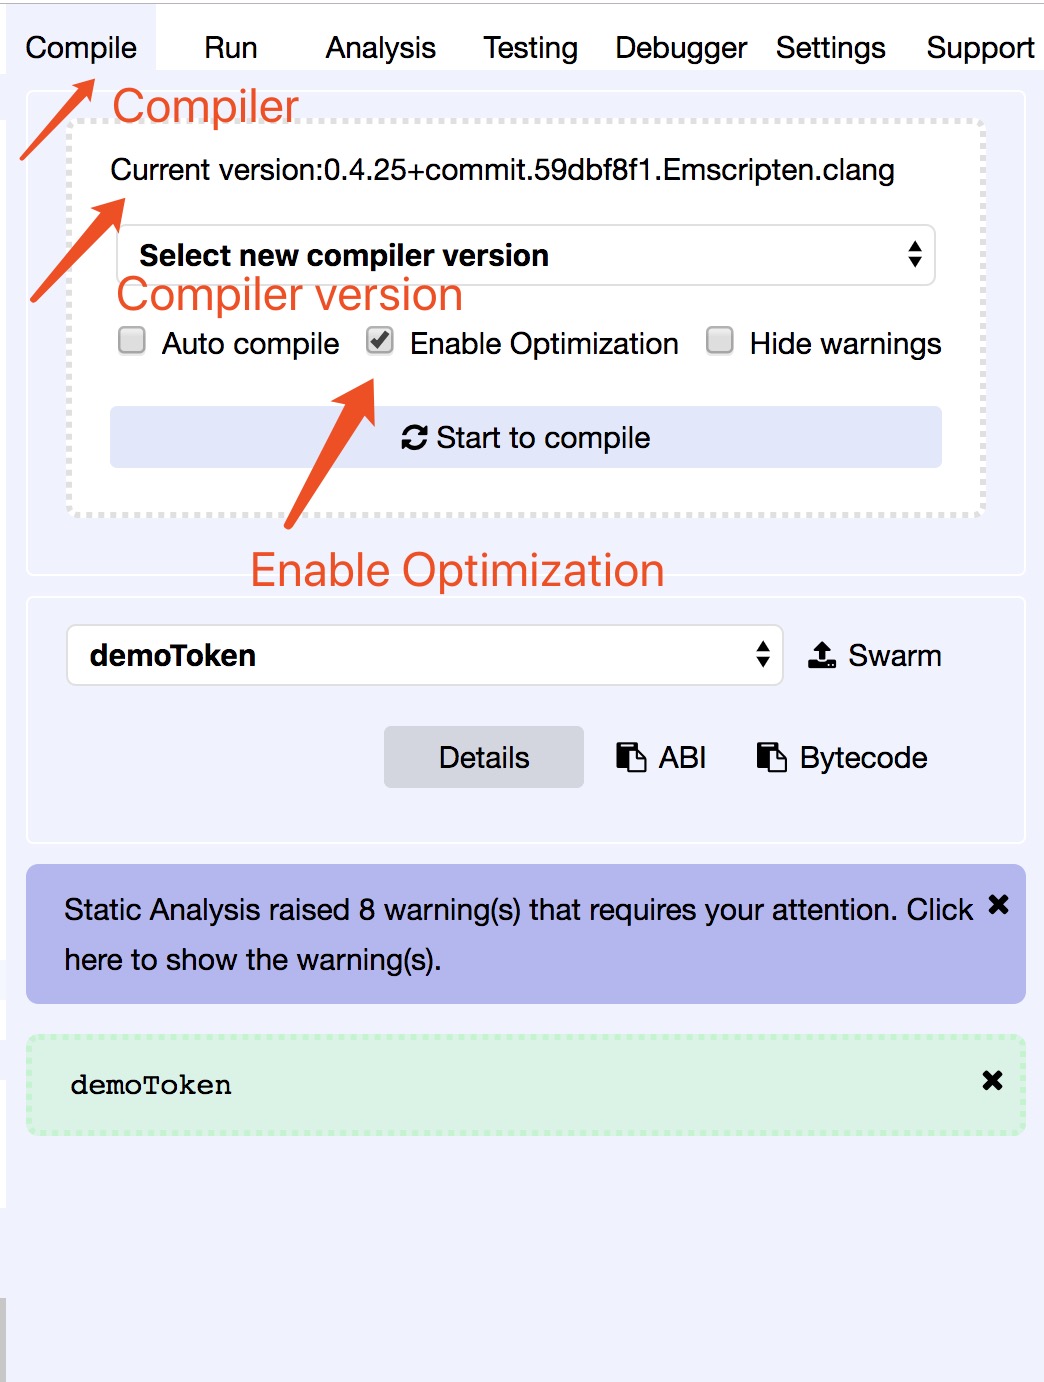 Compile Run Analysis Testing Debugger Settings Support
Compiler
Current version:0.4.25+commit.59dbf8f1.Emscripten.clang
Select new compiler version
Compiler version
Auto compile Enable Optimization Hide warnings
Start to compile
Enable Optimization
demoToken Swarm
Details ABI Bytecode
Static Analysis raised 8 warning(s) that requires your attention. Click
here to show the warning(s).
demoToken